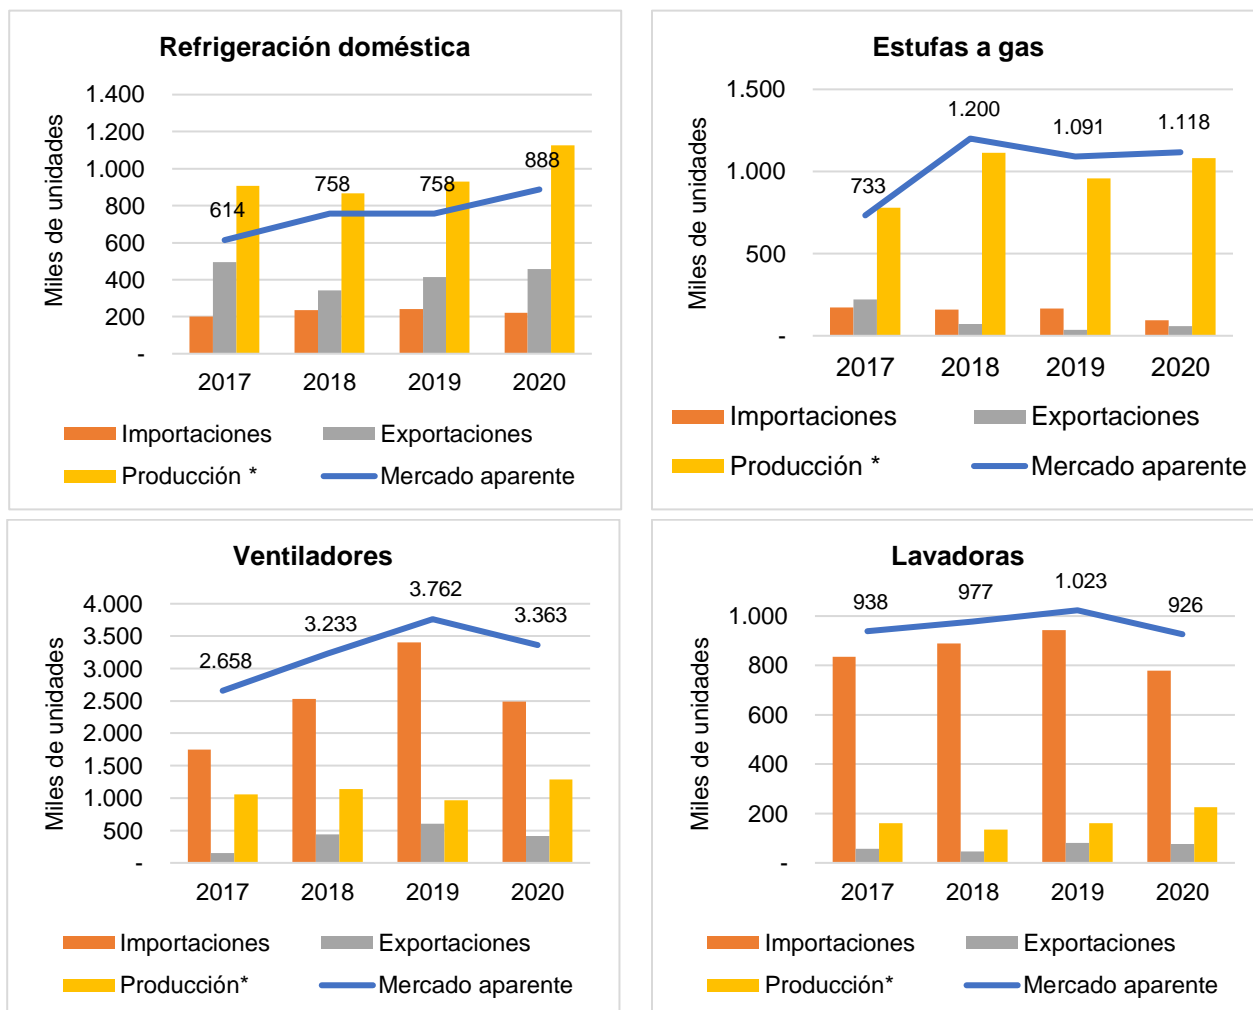 Refrigeración doméstica
Miles de unidades
1.400
1.200
1.000
800
600
400
200
-
614
758
758
888
2017
2018
2019
2020
Importaciones
Exportaciones
Producción *
Mercado aparente
Estufas a gas
Miles de unidades
1.500
1.000
500
-
733
1.200
1.091
1.118
2017
2018
2019
2020
Importaciones
Exportaciones
Producción *
Mercado aparente
Ventiladores
Miles de unidades
4.000
3.500
3.000
2.500
2.000
1.500
1.000
500
-
2.658
3.233
3.762
3.363
2017
2018
2019
2020
Importaciones
Exportaciones
Producción*
Mercado aparente
Lavadoras
Miles de unidades
1.000
800
600
400
200
-
938
977
1.023
926
2017
2018
2019
2020
Importaciones
Exportaciones
Producción*
Mercado aparente